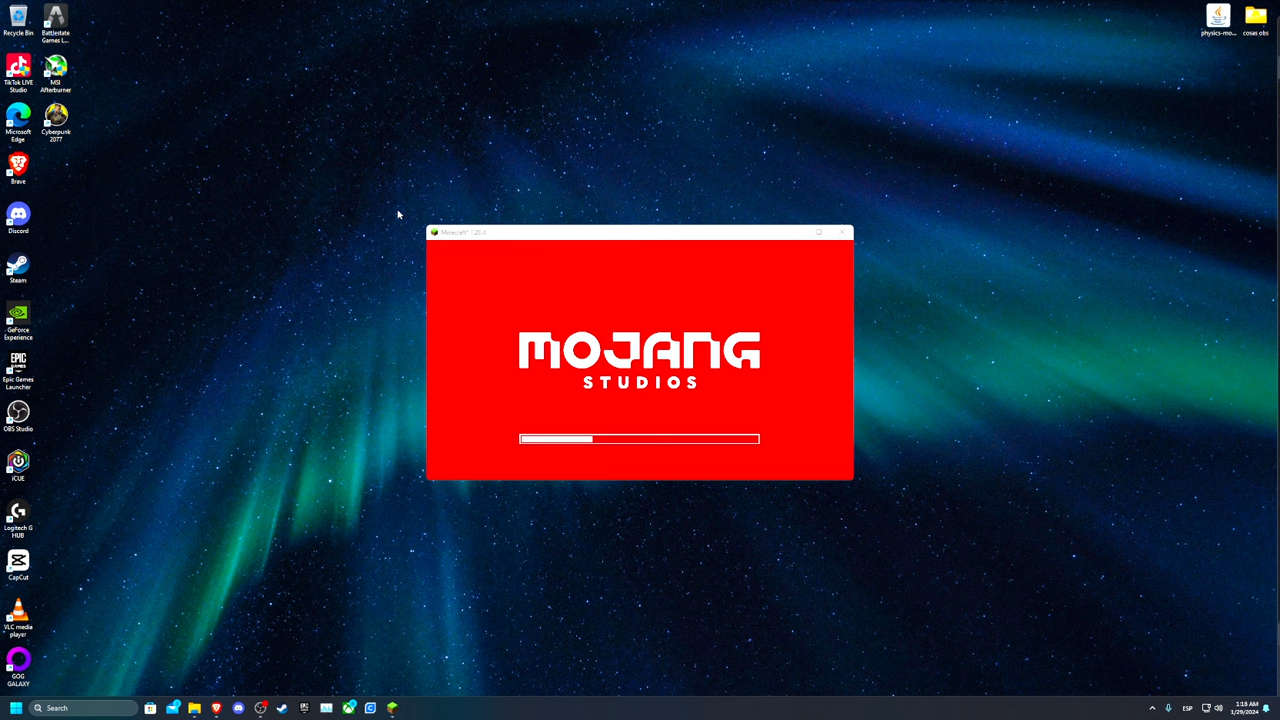 Recycle Bin
Battlestate
Games L...
TikTok LIVE
Studio
MSI
Afterburner
Microsoft
Edge
Cyberpunk
2077
Brave
Discord
Steam
GeForce
Experience
EPIC
GAMES
Epic Games
Launcher
OBS Studio
iCUE
Logitech G
HUB
CapCut
VLC media
player
GOG
GALAXY
physics-mo...
cosas obs
MOJANG
STUDIOS
Search
ESP
1:18 AM
1/29/2024